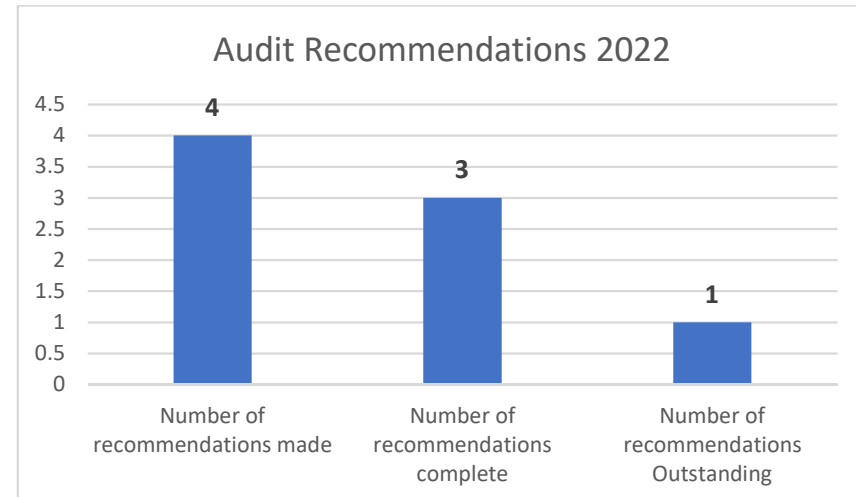 Audit Recommendations 2022
4.5
4
3.5
3
2.5
2
1.5
1
0.5
0
4
3
1
Number of
recommendations made
Number of
recommendations
complete
Number of
recommendations
Outstanding